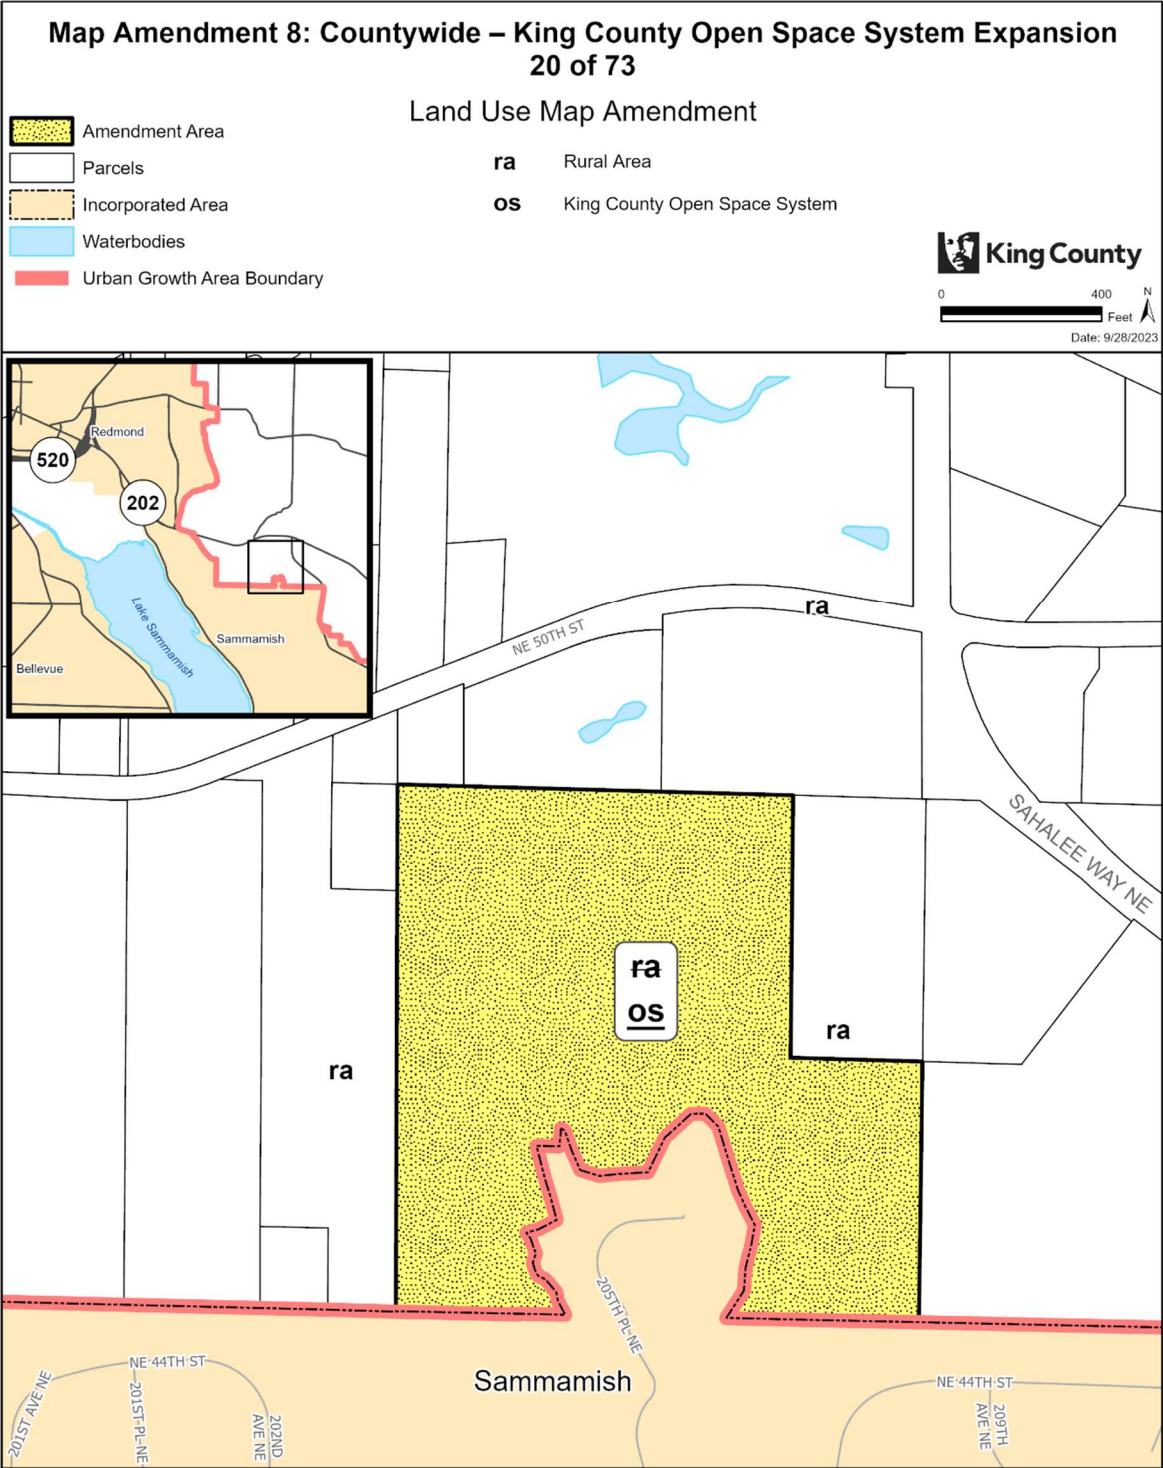 Map Amendment 8: Countywide – King County Open Space System Expansion
20 of 73
Land Use Map Amendment
Amendment Area
Parcels
Incorporated Area
Waterbodies
Urban Growth Area Boundary
ra Rural Area
os King County Open Space System
King County
0 400
Feet
N
Date: 9/28/2023
Redmond
520
202
Lake Sammamish
Sammamish
Bellevue
NE 50TH ST
ra
SAHALEE WAY NE
ra
os
ra
ra
205TH PL NE
Sammamish
NE 44TH ST
201ST AVE NE
201ST PL NE
202ND
AVE NE
NE 44TH ST
209TH
AVE NE